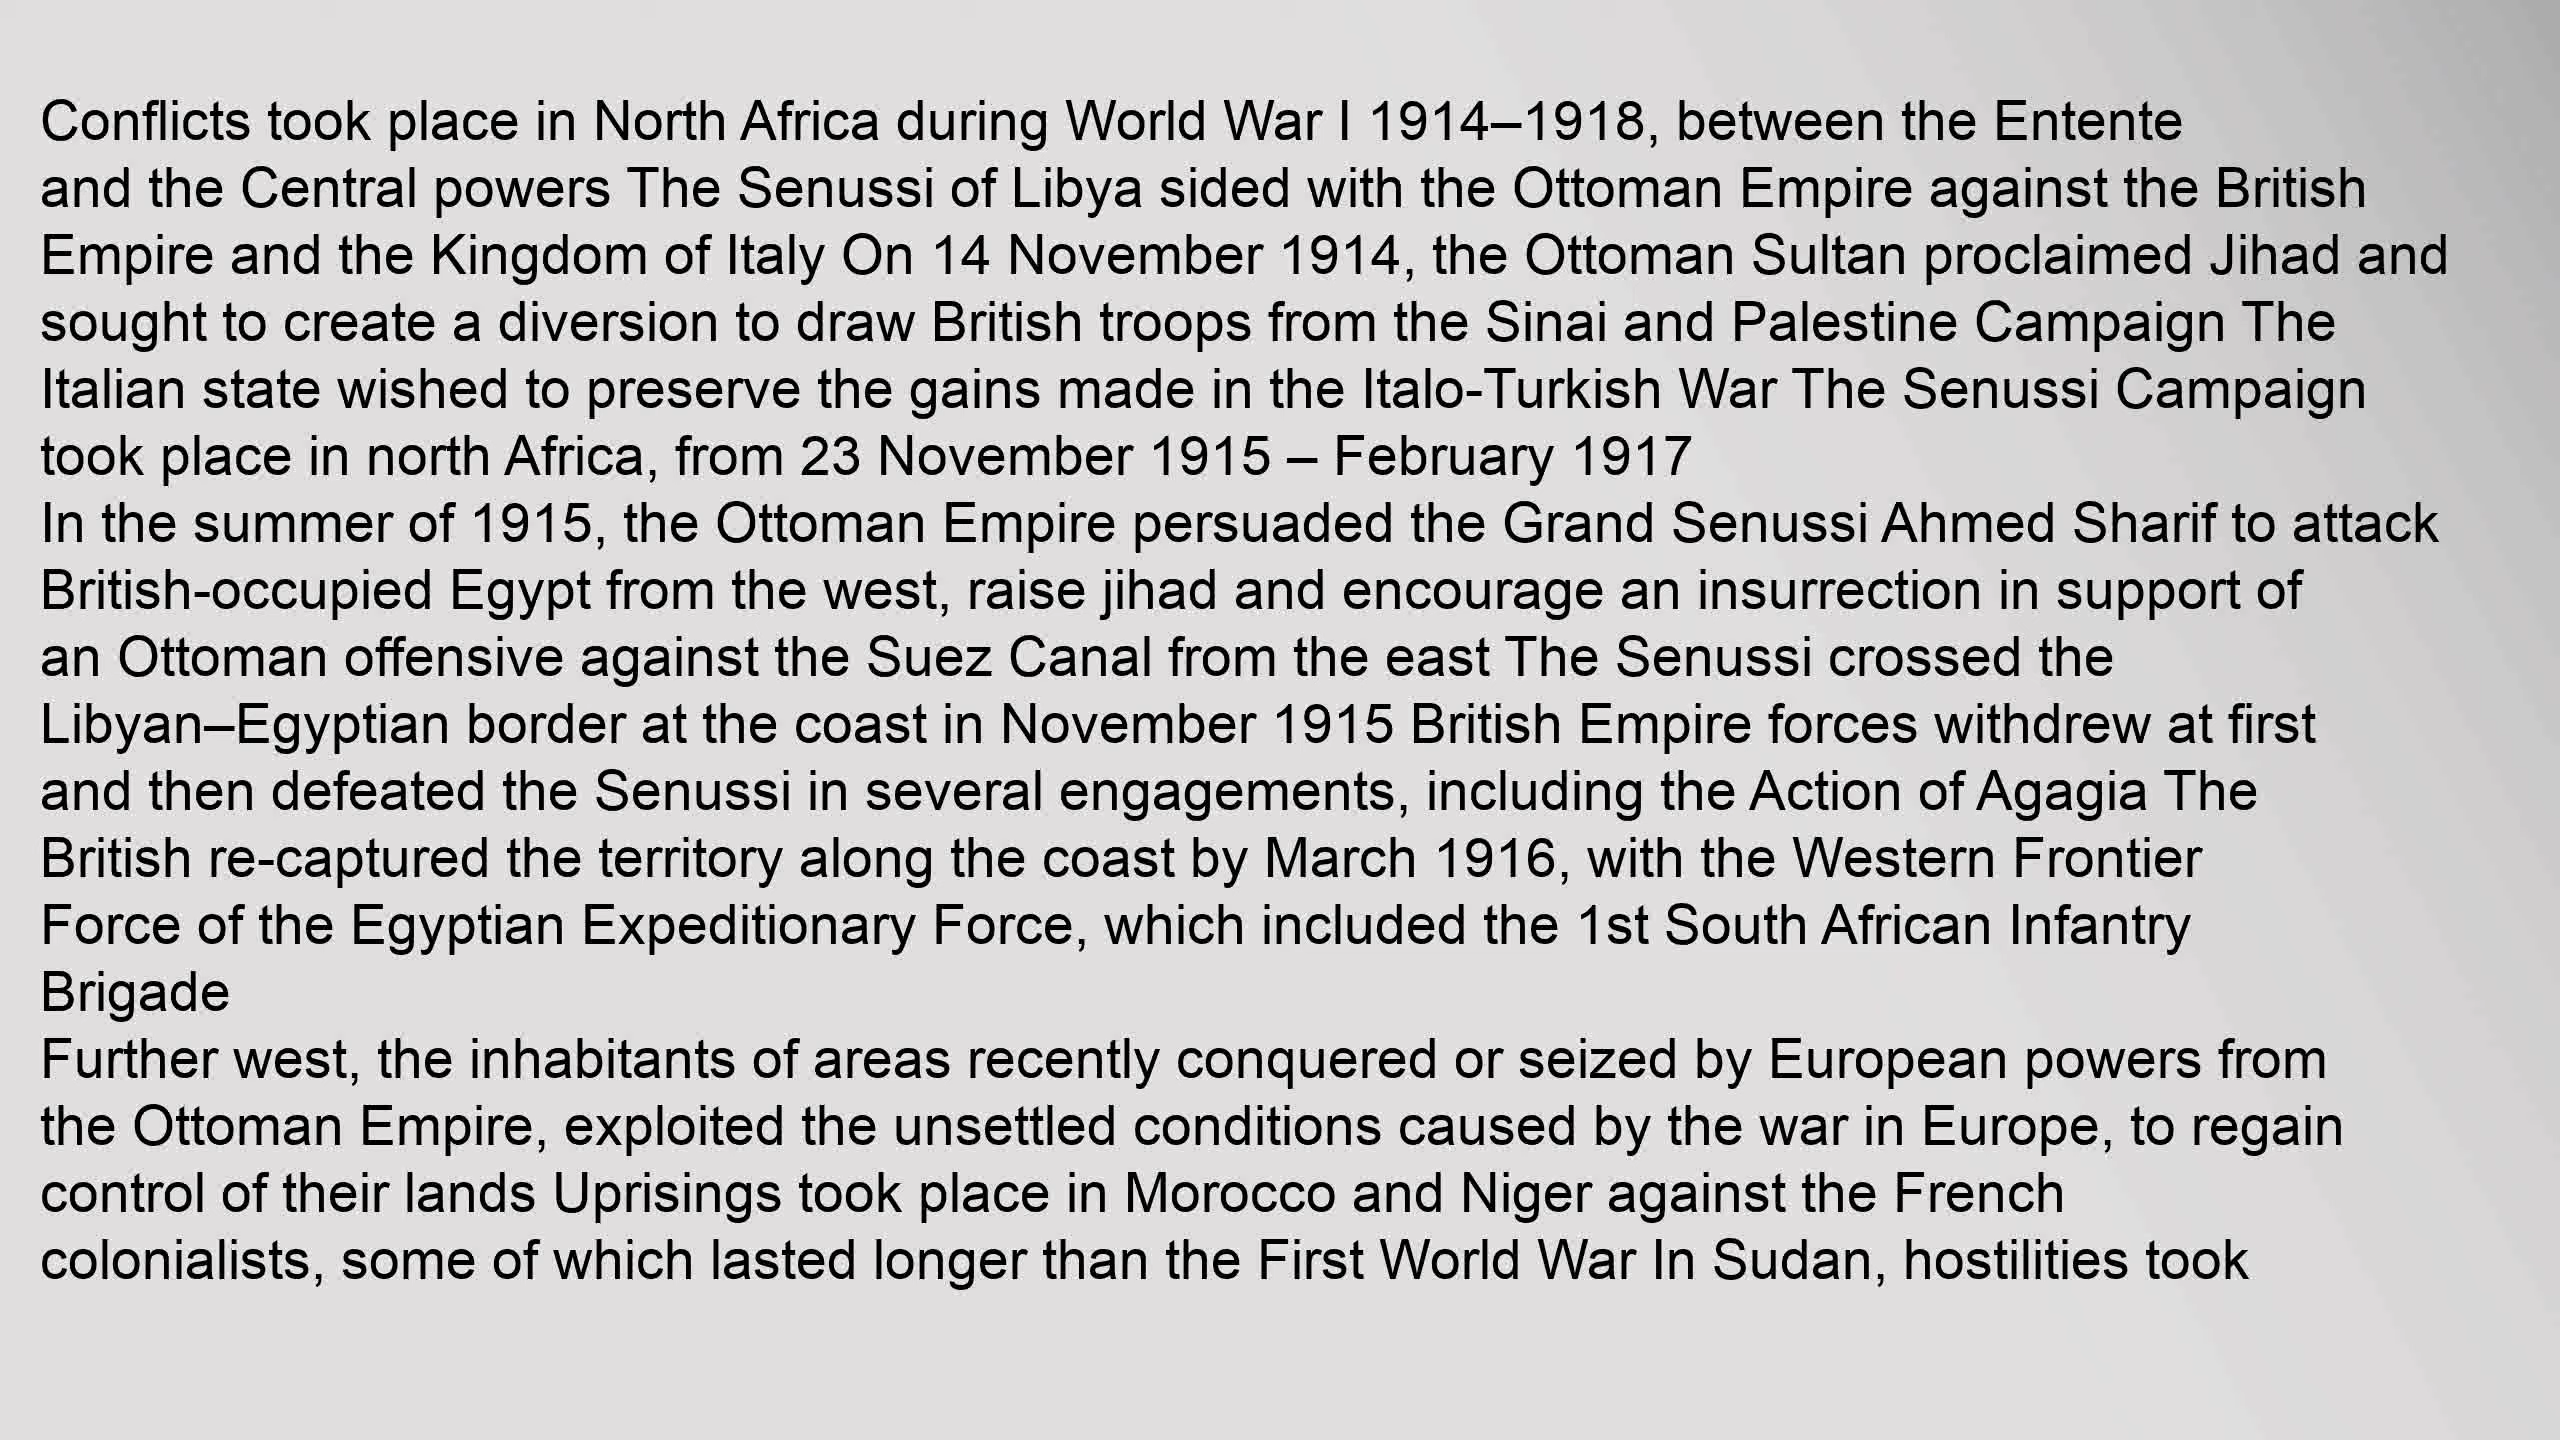 Conflicts took place in North Africa during World War I 1914–1918, between the Entente
and the Central powers The Senussi of Libya sided with the Ottoman Empire against the British
Empire and the Kingdom of Italy On 14 November 1914, the Ottoman Sultan proclaimed Jihad and
sought to create a diversion to draw British troops from the Sinai and Palestine Campaign The
Italian state wished to preserve the gains made in the Italo-Turkish War The Senussi Campaign
took place in north Africa, from 23 November 1915 – February 1917
In the summer of 1915, the Ottoman Empire persuaded the Grand Senussi Ahmed Sharif to attack
British-occupied Egypt from the west, raise jihad and encourage an insurrection in support of
an Ottoman offensive against the Suez Canal from the east The Senussi crossed the
Libyan–Egyptian border at the coast in November 1915 British Empire forces withdrew at first
and then defeated the Senussi in several engagements, including the Action of Agagia The
British re-captured the territory along the coast by March 1916, with the Western Frontier
Force of the Egyptian Expeditionary Force, which included the 1st South African Infantry
Brigade
Further west, the inhabitants of areas recently conquered or seized by European powers from
the Ottoman Empire, exploited the unsettled conditions caused by the war in Europe, to regain
control of their lands Uprisings took place in Morocco and Niger against the French
colonialists, some of which lasted longer than the First World War In Sudan, hostilities took